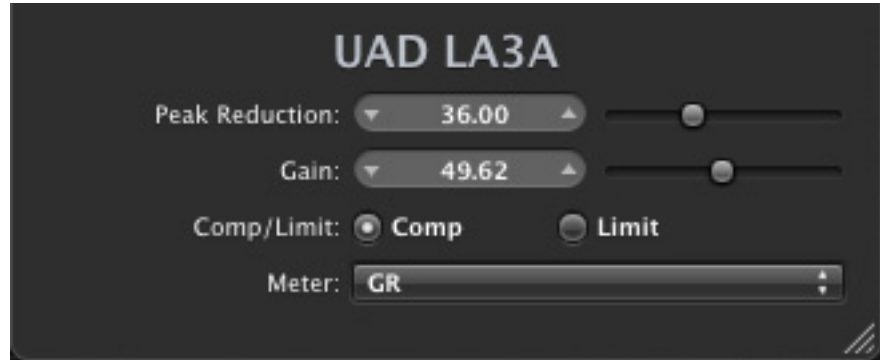 UAD LA3A
Peak Reduction: 36.00
Gain: 49.62
Comp/Limit: Comp Limit
Meter: GR